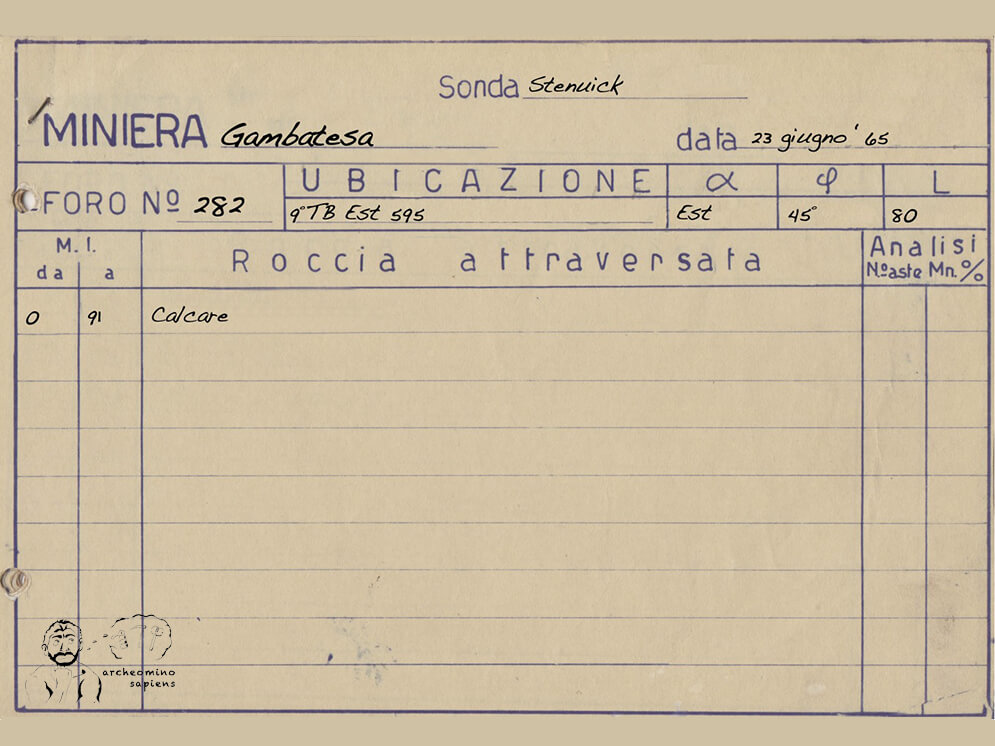 Sonda Stenuick
MINIERA Gambatesa data 23 giugno '65
FORO Nº 282
UBICAZIONE α φ L
9°TB Est 595 Est 45° 80
M. l. Roccia attraversata Analisi
da a N.º aste Mn. %
0 91 Calcare
archeomino
sapiens